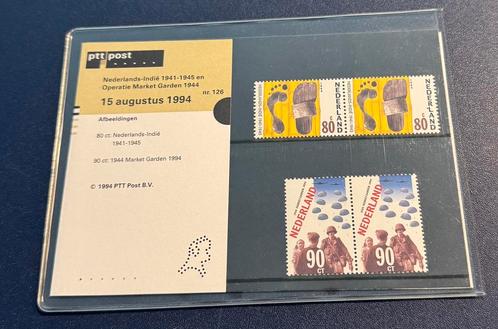 ptt post
Nederlands-Indië 1941-1945 en
Operatie Market Garden 1944
nr. 126
15 augustus 1994
Afbeeldingen
80 ct: Nederlands-Indië
1941-1945
90 ct: 1944 Market Garden 1994
© 1994 PTT Post B.V.
80 c
NEDERLAND
80 c
NEDERLAND
NEDERLAND
90
CT
NEDERLAND
90
CT